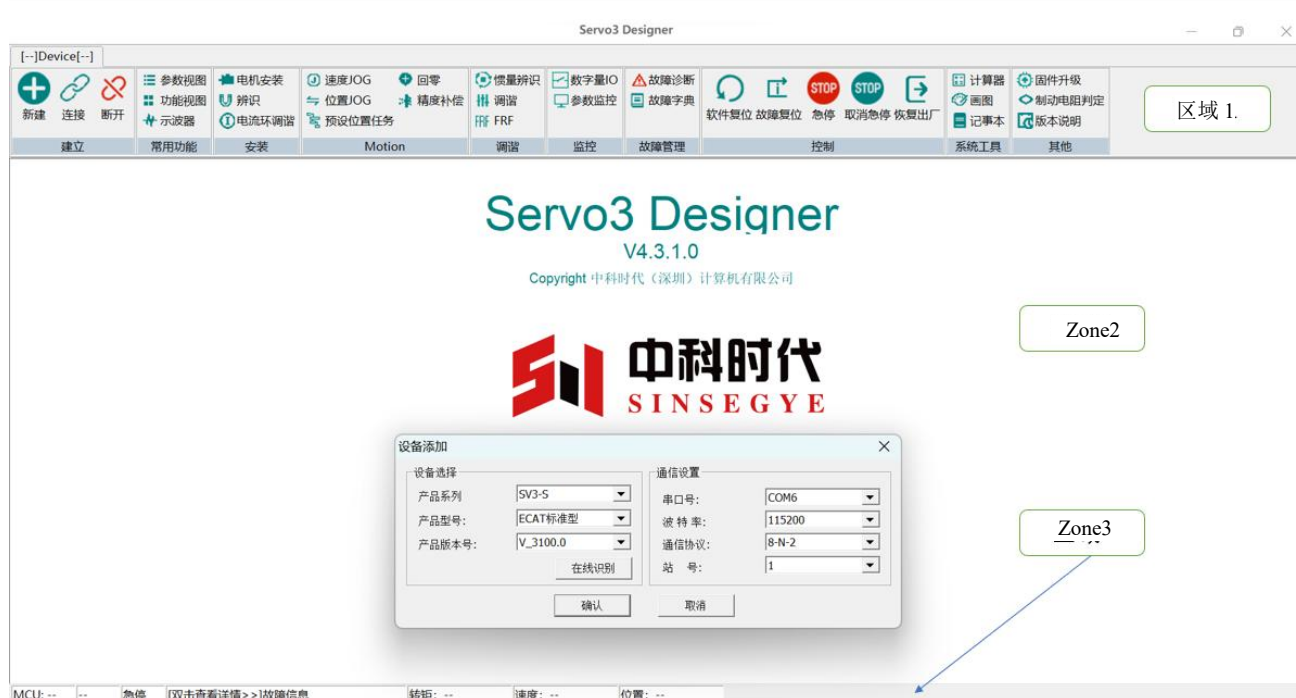 Servo3 Designer
[--]Device[--]
新建 连接 断开
参数视图
功能视图
示波器
电机安装
辨识
电流环调谐
速度JOG
位置JOG
预设位置任务
回零
精度补偿
惯量辨识
调谐
FRF FRF
数字量IO
参数监控
故障诊断
故障字典
软件复位 故障复位 STOP 急停 STOP 取消急停 恢复出厂
计算器
画图
记事本
固件升级
制动电阻判定
版本说明
区域 1.
建立 常用功能 安装 Motion 调谐 监控 故障管理 控制 系统工具 其他
Servo3 Designer
V4.3.1.0
Copyright 中科时代（深圳）计算机有限公司
Zone2
中科时代
SINSEGYE
设备添加
设备选择
产品系列 SV3-S
产品型号: ECAT标准型
产品版本号: V_3100.0
在线识别
通信设置
串口号: COM6
波 特 率: 115200
通信协议: 8-N-2
站 号: 1
确认 取消
Zone3
MCU: -- -- 急停 [双击查看详情>>]故障信息 转矩: -- 速度: -- 位置: --